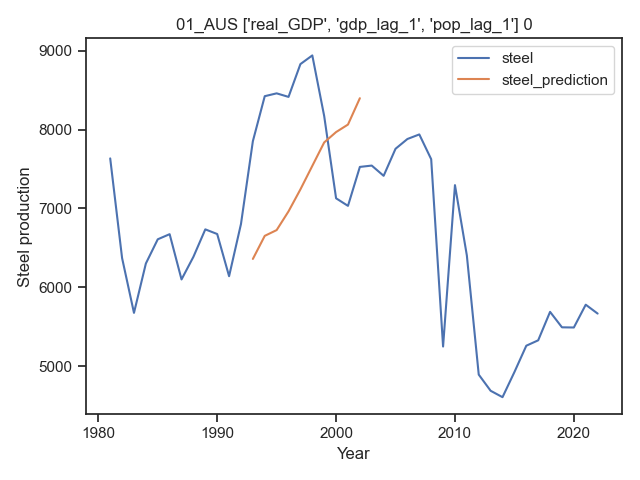 01_AUS ['real_GDP', 'gdp_lag_1', 'pop_lag_1'] 0
steel
steel_prediction
9000
8000
7000
6000
5000
Steel production
1980
1990
2000
2010
2020
Year